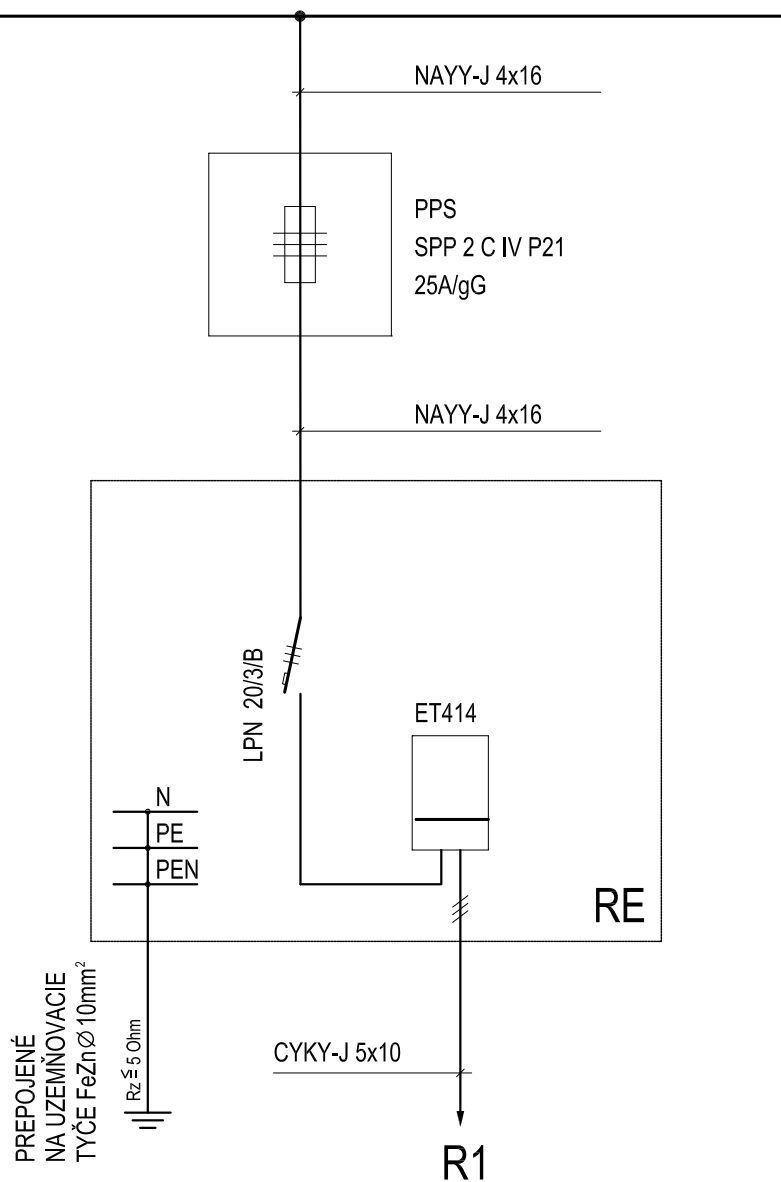 NAYY-J 4x16
PPS
SPP 2 C IV P21
25A/gG
NAYY-J 4x16
LPN 20/3/B
ET414
N
PE
PEN
RE
PREPOJENÉ
NA UZEMŇOVACIE
TYČE FeZn Ø 10mm²
Rz ≦ 5 Ohm
CYKY-J 5x10
R1